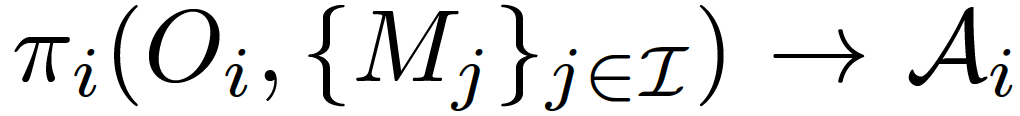 π_i(O_i, {M_j}_{j∈ℐ}) → 𝒜_i